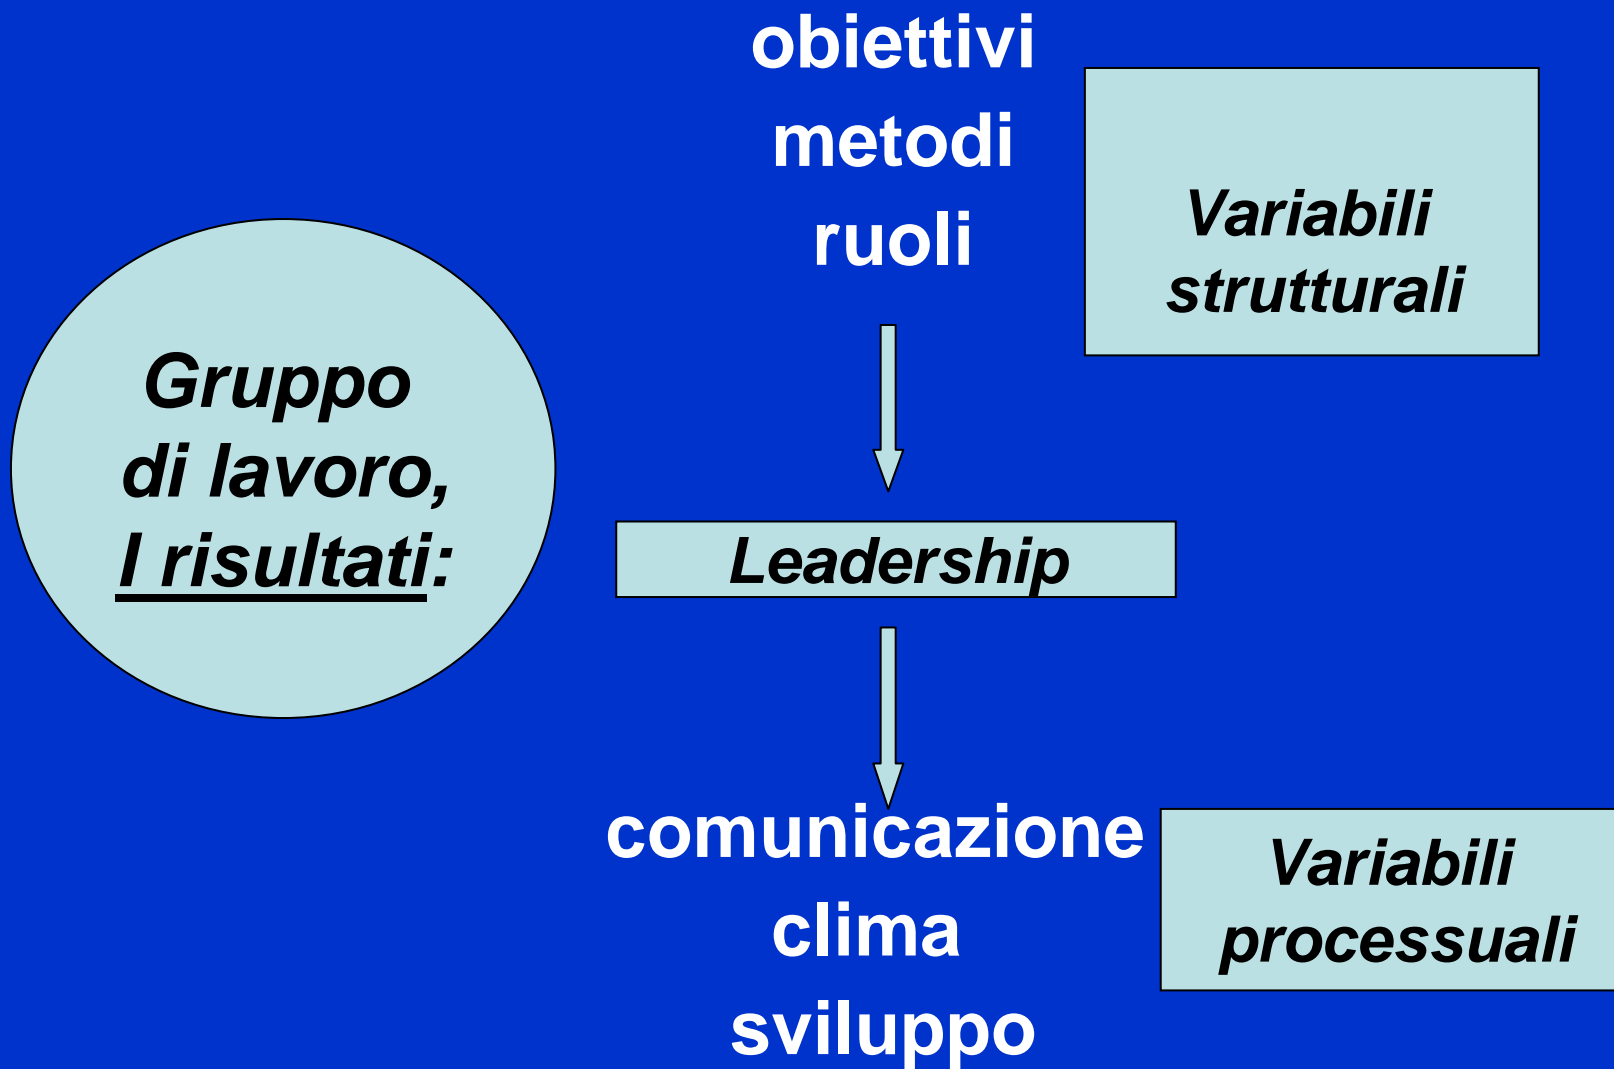 obiettivi
metodi
ruoli
Variabili
strutturali
Gruppo
di lavoro,
I risultati:
Leadership
comunicazione
clima
sviluppo
Variabili
processuali